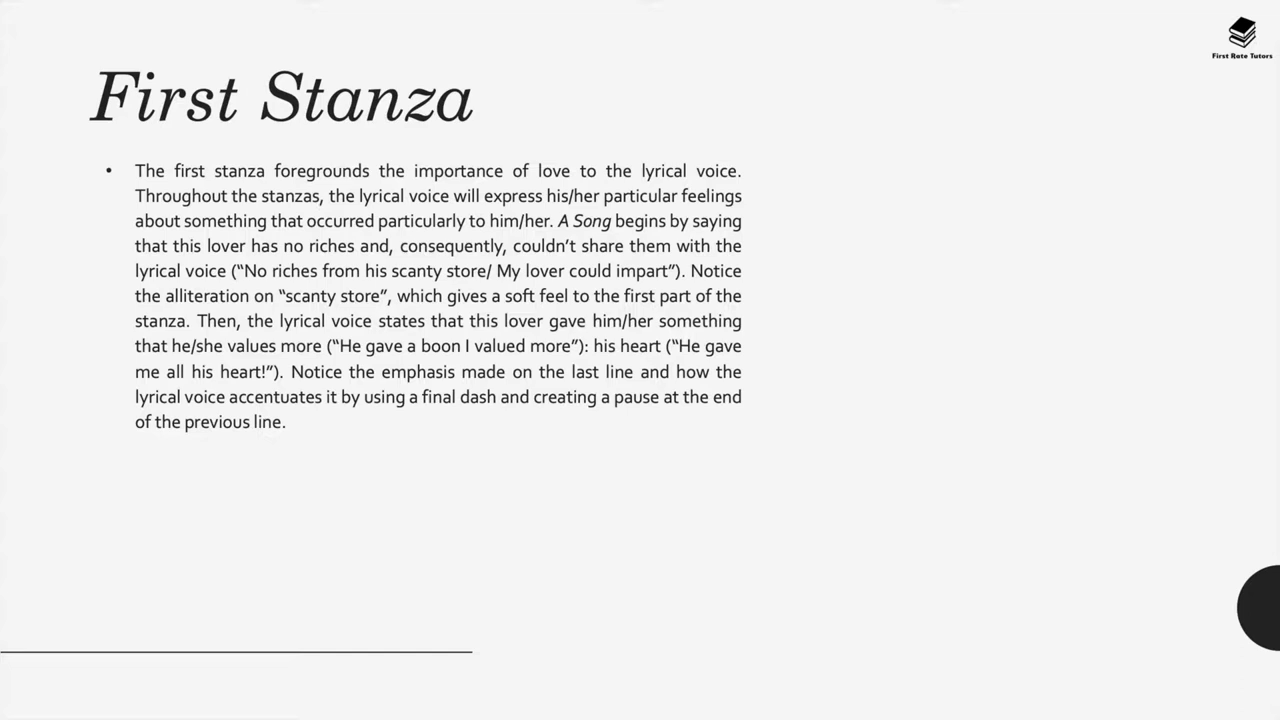 First Rate Tutors
First Stanza
• The first stanza foregrounds the importance of love to the lyrical voice.
Throughout the stanzas, the lyrical voice will express his/her particular feelings
about something that occurred particularly to him/her. A Song begins by saying
that this lover has no riches and, consequently, couldn’t share them with the
lyrical voice (“No riches from his scanty store/ My lover could impart”). Notice
the alliteration on “scanty store”, which gives a soft feel to the first part of the
stanza. Then, the lyrical voice states that this lover gave him/her something
that he/she values more (“He gave a boon I valued more”): his heart (“He gave
me all his heart!”). Notice the emphasis made on the last line and how the
lyrical voice accentuates it by using a final dash and creating a pause at the end
of the previous line.